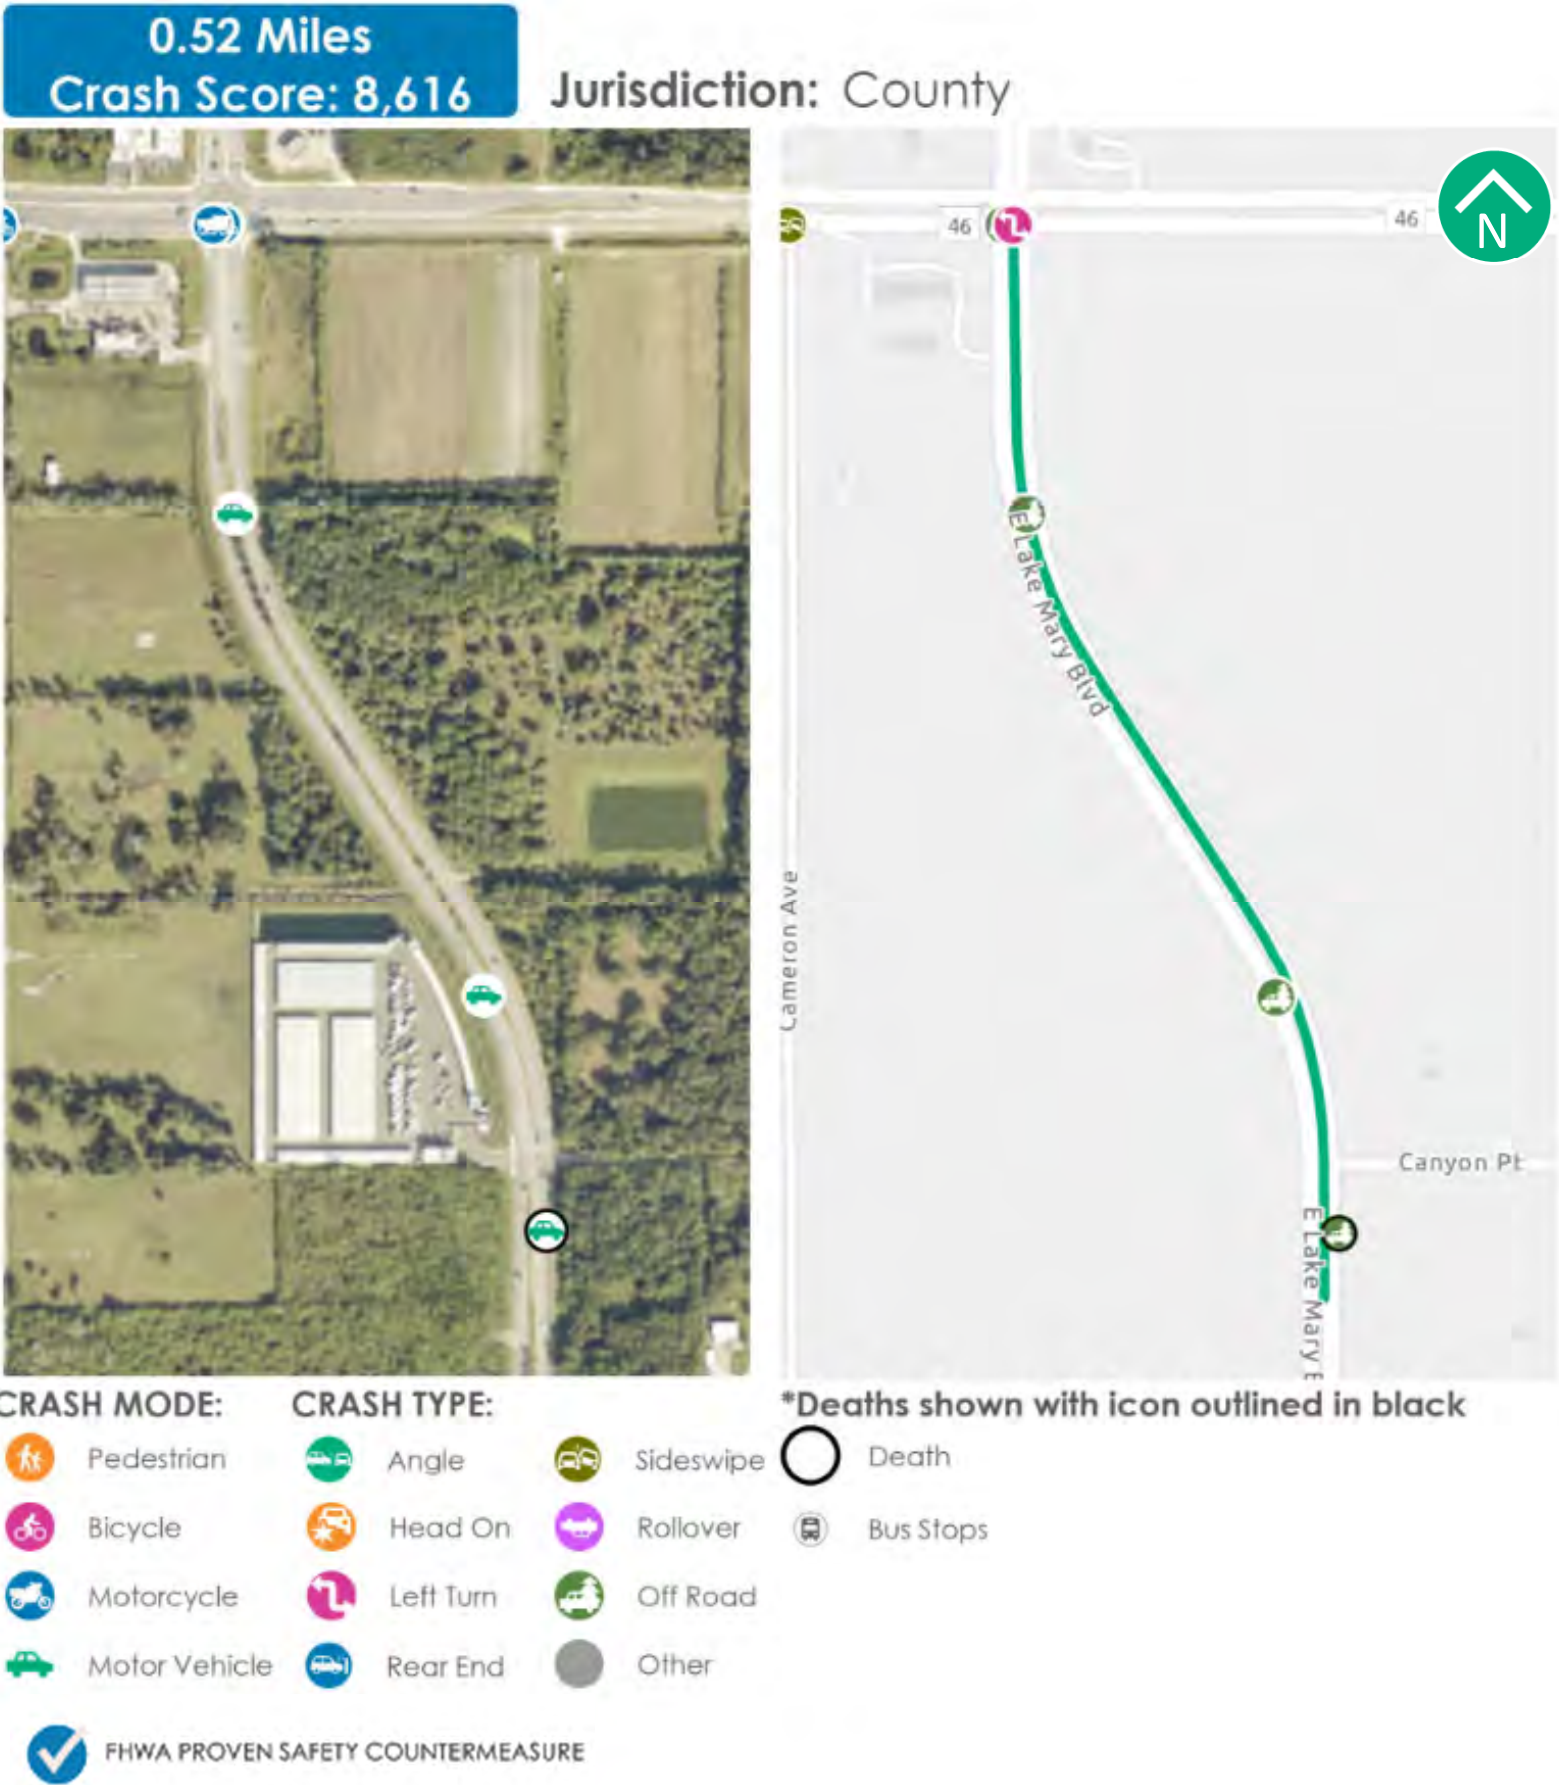 0.52 Miles
Crash Score: 8,616
Jurisdiction: County
46
46
N
E Lake Mary Blvd
Cameron Ave
Canyon Pt
E Lake Mary B
CRASH MODE:
CRASH TYPE:
*Deaths shown with icon outlined in black
Pedestrian
Angle
Sideswipe
Death
Bicycle
Head On
Rollover
Bus Stops
Motorcycle
Left Turn
Off Road
Motor Vehicle
Rear End
Other
FHWA PROVEN SAFETY COUNTERMEASURE